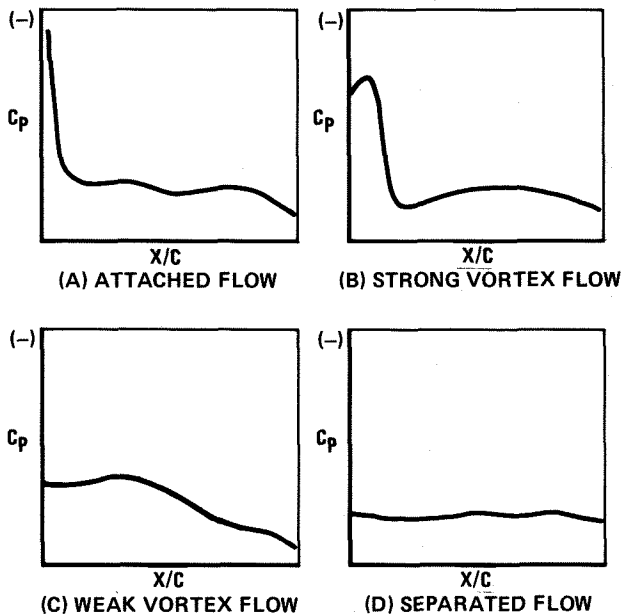 (-)
Cp
X/C
(A) ATTACHED FLOW
(-)
Cp
X/C
(B) STRONG VORTEX FLOW
(-)
Cp
X/C
(C) WEAK VORTEX FLOW
(-)
Cp
X/C
(D) SEPARATED FLOW